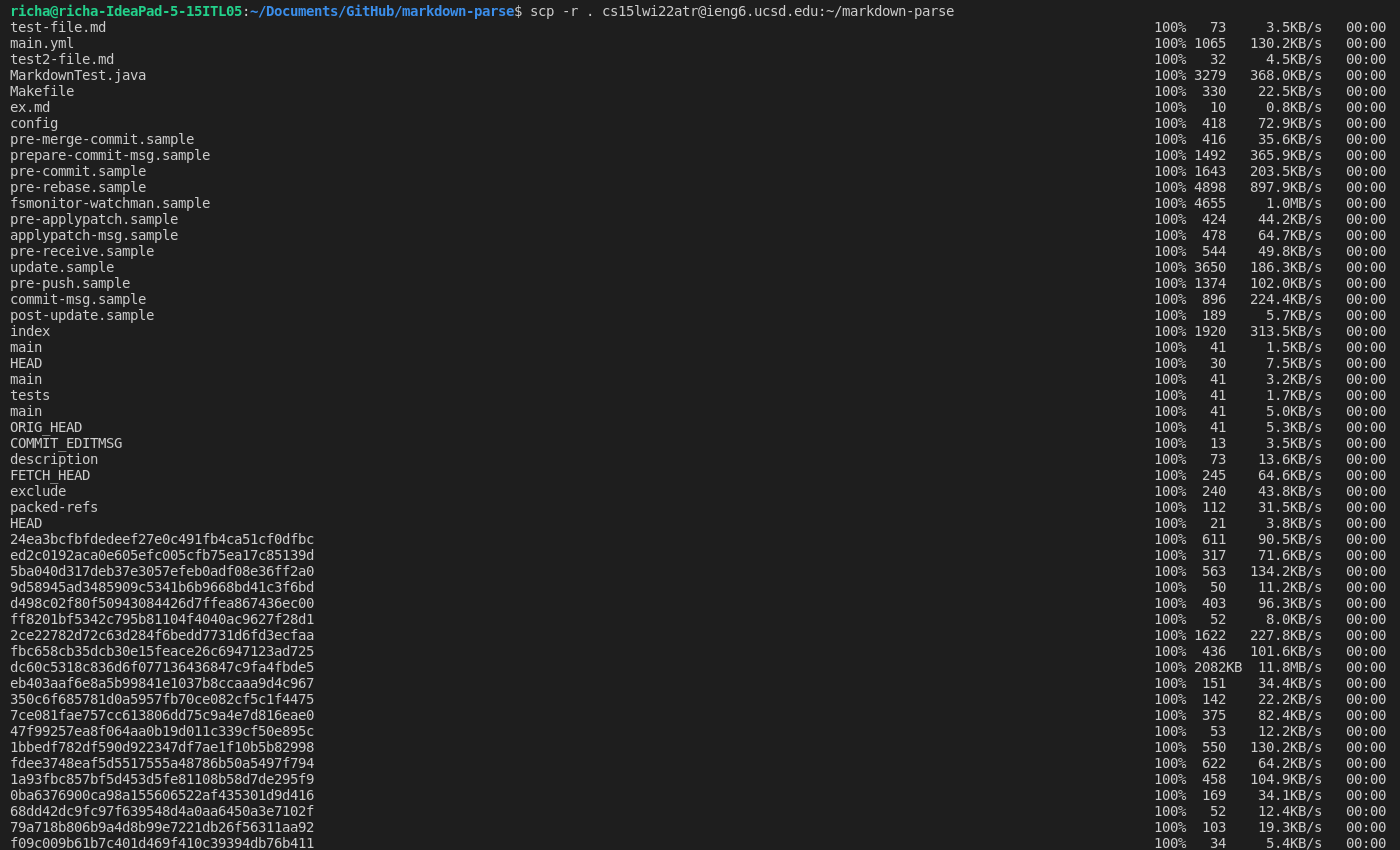 richa@richa-IdeaPad-5-15ITL05:~/Documents/GitHub/markdown-parse$ scp -r . cs15lwi22atr@ieng6.ucsd.edu:~/markdown-parse
test-file.md 100% 73 3.5KB/s 00:00
main.yml 100% 1065 130.2KB/s 00:00
test2-file.md 100% 32 4.5KB/s 00:00
MarkdownTest.java 100% 3279 368.0KB/s 00:00
Makefile 100% 330 22.5KB/s 00:00
ex.md 100% 10 0.8KB/s 00:00
config 100% 418 72.9KB/s 00:00
pre-merge-commit.sample 100% 416 35.6KB/s 00:00
prepare-commit-msg.sample 100% 1492 365.9KB/s 00:00
pre-commit.sample 100% 1643 203.5KB/s 00:00
pre-rebase.sample 100% 4898 897.9KB/s 00:00
fsmonitor-watchman.sample 100% 4655 1.0MB/s 00:00
pre-applypatch.sample 100% 424 44.2KB/s 00:00
applypatch-msg.sample 100% 478 64.7KB/s 00:00
pre-receive.sample 100% 544 49.8KB/s 00:00
update.sample 100% 3650 186.3KB/s 00:00
pre-push.sample 100% 1374 102.0KB/s 00:00
commit-msg.sample 100% 896 224.4KB/s 00:00
post-update.sample 100% 189 5.7KB/s 00:00
index 100% 1920 313.5KB/s 00:00
main 100% 41 1.5KB/s 00:00
HEAD 100% 30 7.5KB/s 00:00
main 100% 41 3.2KB/s 00:00
tests 100% 41 1.7KB/s 00:00
main 100% 41 5.0KB/s 00:00
ORIG_HEAD 100% 41 5.3KB/s 00:00
COMMIT_EDITMSG 100% 13 3.5KB/s 00:00
description 100% 73 13.6KB/s 00:00
FETCH_HEAD 100% 245 64.6KB/s 00:00
exclude 100% 240 43.8KB/s 00:00
packed-refs 100% 112 31.5KB/s 00:00
HEAD 100% 21 3.8KB/s 00:00
24ea3bcfbfdedeef27e0c491fb4ca51cf0dfbc 100% 611 90.5KB/s 00:00
ed2c0192aca0e605efc005cfb75ea17c85139d 100% 317 71.6KB/s 00:00
5ba040d317deb37e3057efeb0adf08e36ff2a0 100% 563 134.2KB/s 00:00
9d58945ad3485909c5341b6b9668bd41c3f6bd 100% 50 11.2KB/s 00:00
d498c02f80f50943084426d7ffea867436ec00 100% 403 96.3KB/s 00:00
ff8201bf5342c795b81104f4040ac9627f28d1 100% 52 8.0KB/s 00:00
2ce22782d72c63d284f6bedd7731d6fd3ecfaa 100% 1622 227.8KB/s 00:00
fbc658cb35dcb30e15feace26c6947123ad725 100% 436 101.6KB/s 00:00
dc60c5318c836d6f077136436847c9fa4fbde5 100% 2082KB 11.8MB/s 00:00
eb403aaf6e8a5b99841e1037b8ccaaa9d4c967 100% 151 34.4KB/s 00:00
350c6f685781d0a5957fb70ce082cf5c1f4475 100% 142 22.2KB/s 00:00
7ce081fae757cc613806dd75c9a4e7d816eae0 100% 375 82.4KB/s 00:00
47f99257ea8f064aa0b19d011c339cf50e895c 100% 53 12.2KB/s 00:00
1bbedf782df590d922347df7ae1f10b5b82998 100% 550 130.2KB/s 00:00
fdee3748eaf5d5517555a48786b50a5497f794 100% 622 64.2KB/s 00:00
1a93fbc857bf5d453d5fe81108b58d7de295f9 100% 458 104.9KB/s 00:00
0ba6376900ca98a155606522af435301d9d416 100% 169 34.1KB/s 00:00
68dd42dc9fc97f639548d4a0aa6450a3e7102f 100% 52 12.4KB/s 00:00
79a718b806b9a4d8b99e7221db26f56311aa92 100% 103 19.3KB/s 00:00
f09c009b61b7c401d469f410c39394db76b411 100% 34 5.4KB/s 00:00